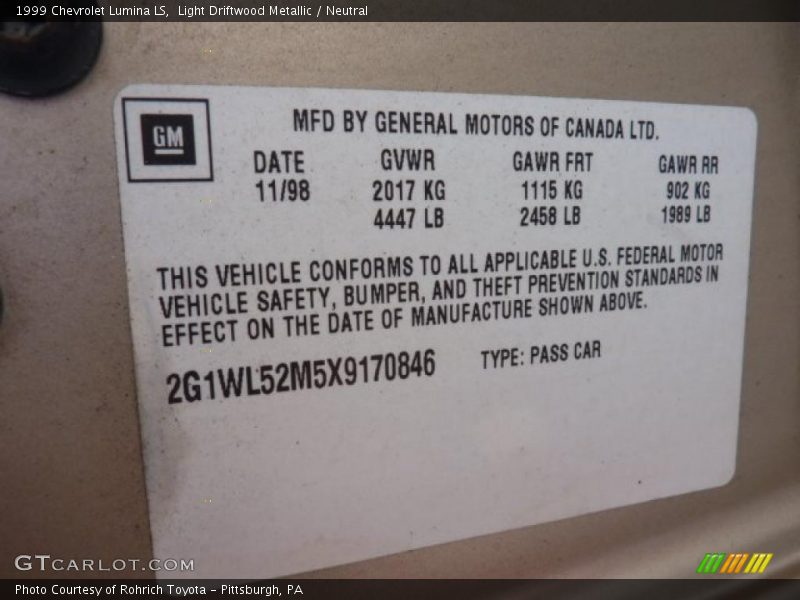 1999 Chevrolet Lumina LS, Light Driftwood Metallic / Neutral
GM
MFD BY GENERAL MOTORS OF CANADA LTD.
DATE GVWR GAWR FRT GAWR RR
11/98 2017 KG 1115 KG 902 KG
4447 LB 2458 LB 1989 LB
THIS VEHICLE CONFORMS TO ALL APPLICABLE U.S. FEDERAL MOTOR
VEHICLE SAFETY, BUMPER, AND THEFT PREVENTION STANDARDS IN
EFFECT ON THE DATE OF MANUFACTURE SHOWN ABOVE.
2G1WL52M5X9170846 TYPE: PASS CAR
GTCARLOT.COM
Photo Courtesy of Rohrich Toyota - Pittsburgh, PA